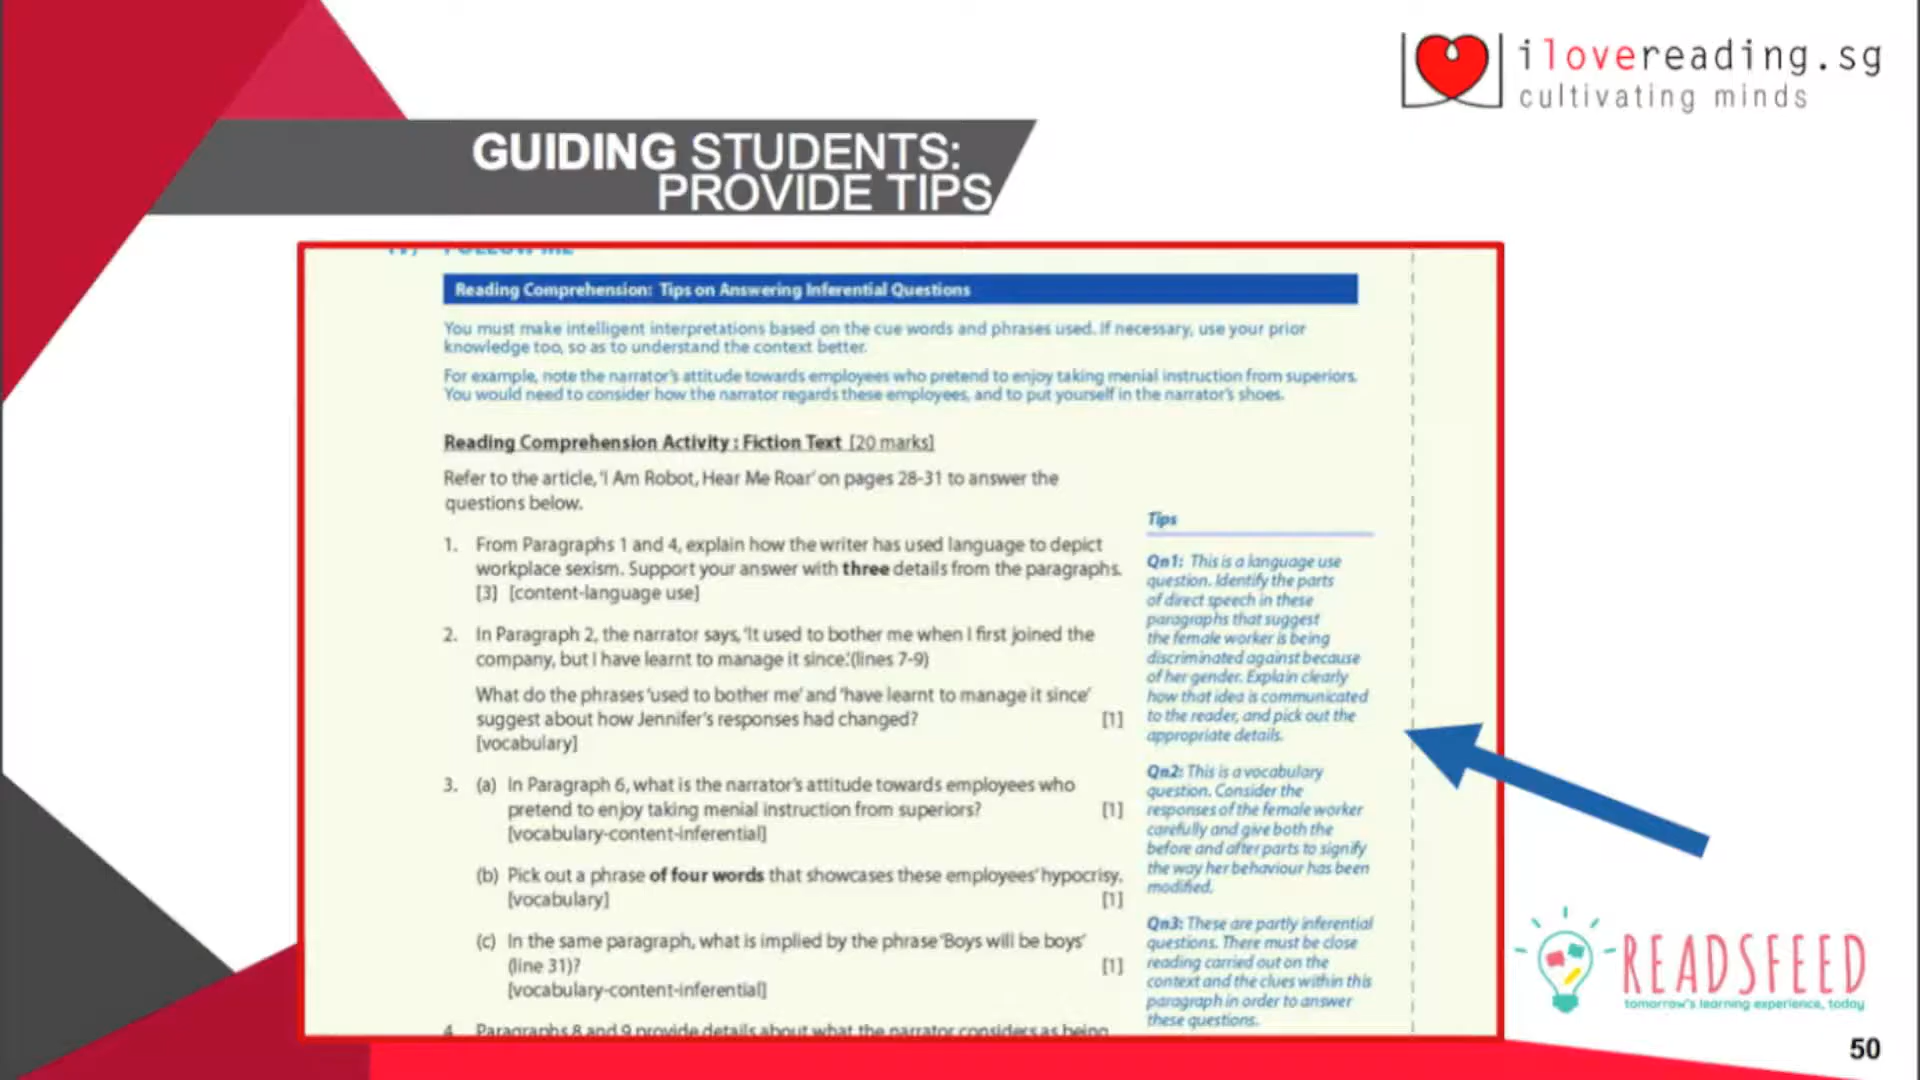 ilovereading.sg
cultivating minds
GUIDING STUDENTS:
PROVIDE TIPS
Reading Comprehension: Tips on Answering Inferential Questions
You must make intelligent interpretations based on the cue words and phrases used. If necessary, use your prior
knowledge too, so as to understand the context better.
For example, note the narrator's attitude towards employees who pretend to enjoy taking menial instruction from superiors.
You would need to consider how the narrator regards these employees, and to put yourself in the narrator's shoes.
Reading Comprehension Activity : Fiction Text [20 marks]
Refer to the article, 'I Am Robot, Hear Me Roar' on pages 28-31 to answer the
questions below.
1. From Paragraphs 1 and 4, explain how the writer has used language to depict
workplace sexism. Support your answer with three details from the paragraphs.
[3] [content-language use]
2. In Paragraph 2, the narrator says, 'It used to bother me when I first joined the
company, but I have learnt to manage it since.'(lines 7-9)
What do the phrases 'used to bother me' and 'have learnt to manage it since'
suggest about how Jennifer's responses had changed? [1]
[vocabulary]
3. (a) In Paragraph 6, what is the narrator's attitude towards employees who
pretend to enjoy taking menial instruction from superiors? [1]
[vocabulary-content-inferential]
(b) Pick out a phrase of four words that showcases these employees' hypocrisy.
[vocabulary] [1]
(c) In the same paragraph, what is implied by the phrase 'Boys will be boys'
(line 31)? [1]
[vocabulary-content-inferential]
4. Paragraphs 8 and 9 provide details about what the narrator considers as being
Tips
Qn1: This is a language use
question. Identify the parts
of direct speech in these
paragraphs that suggest
the female worker is being
discriminated against because
of her gender. Explain clearly
how that idea is communicated
to the reader, and pick out the
appropriate details.
Qn2: This is a vocabulary
question. Consider the
responses of the female worker
carefully and give both the
before and after parts to signify
the way her behaviour has been
modified.
Qn3: These are partly inferential
questions. There must be close
reading carried out on the
context and the clues within this
paragraph in order to answer
these questions.
READSFEED
tomorrow's learning experience, today
50